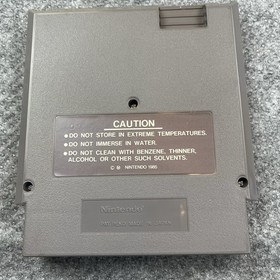 CAUTION
●DO NOT STORE IN EXTREME TEMPERATURES.
●DO NOT IMMERSE IN WATER.
●DO NOT CLEAN WITH BENZENE, THINNER,
ALCOHOL OR OTHER SUCH SOLVENTS.
NINTENDO 1985
Nintendo